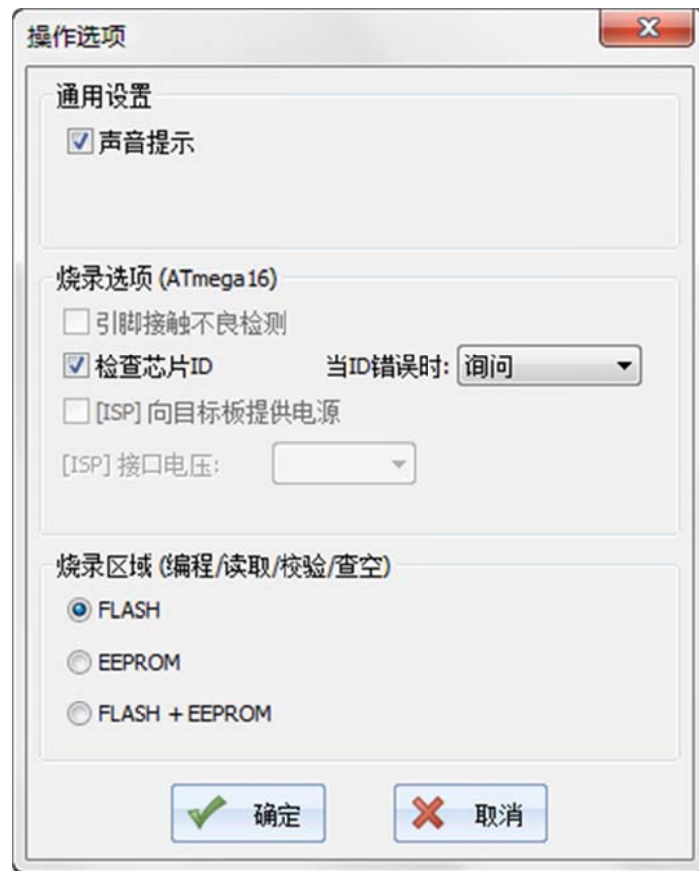 操作选项
通用设置
声音提示
烧录选项 (ATmega16)
引脚接触不良检测
检查芯片ID 当ID错误时: 询问
[ISP] 向目标板提供电源
[ISP] 接口电压:
烧录区域 (编程/读取/校验/查空)
FLASH
EEPROM
FLASH + EEPROM
确定 取消